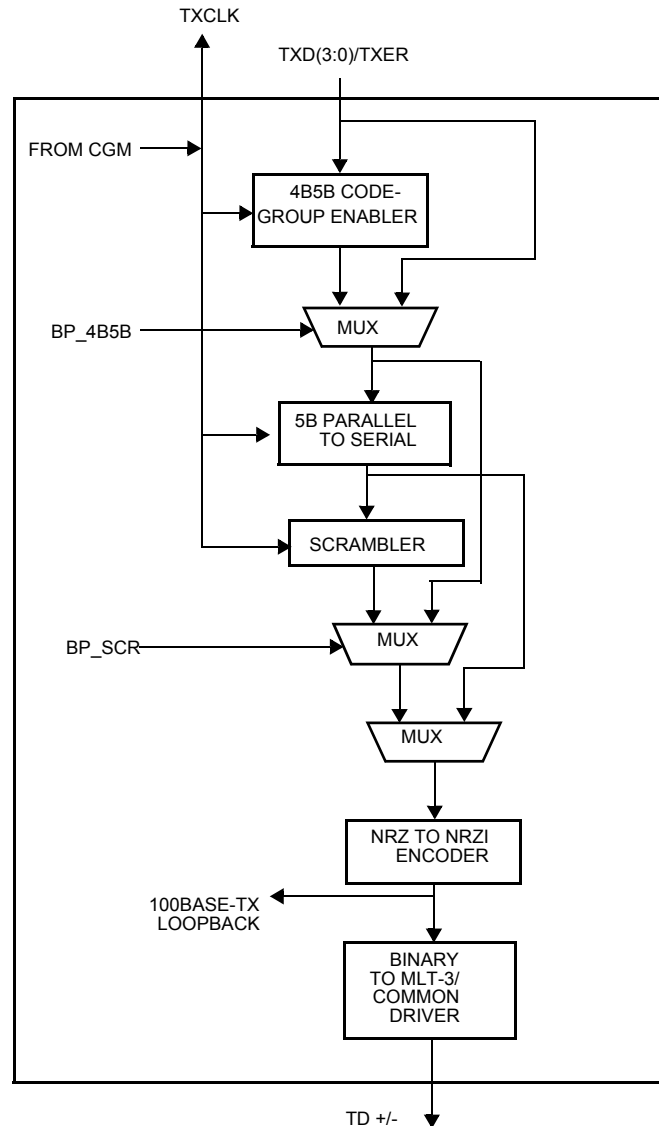 TXCLK
TXD(3:0)/TXER
FROM CGM
4B5B CODE-
GROUP ENABLER
BP_4B5B
MUX
5B PARALLEL
TO SERIAL
SCRAMBLER
BP_SCR
MUX
MUX
NRZ TO NRZI
ENCODER
100BASE-TX
LOOPBACK
BINARY
TO MLT-3/
COMMON
DRIVER
TD +/-